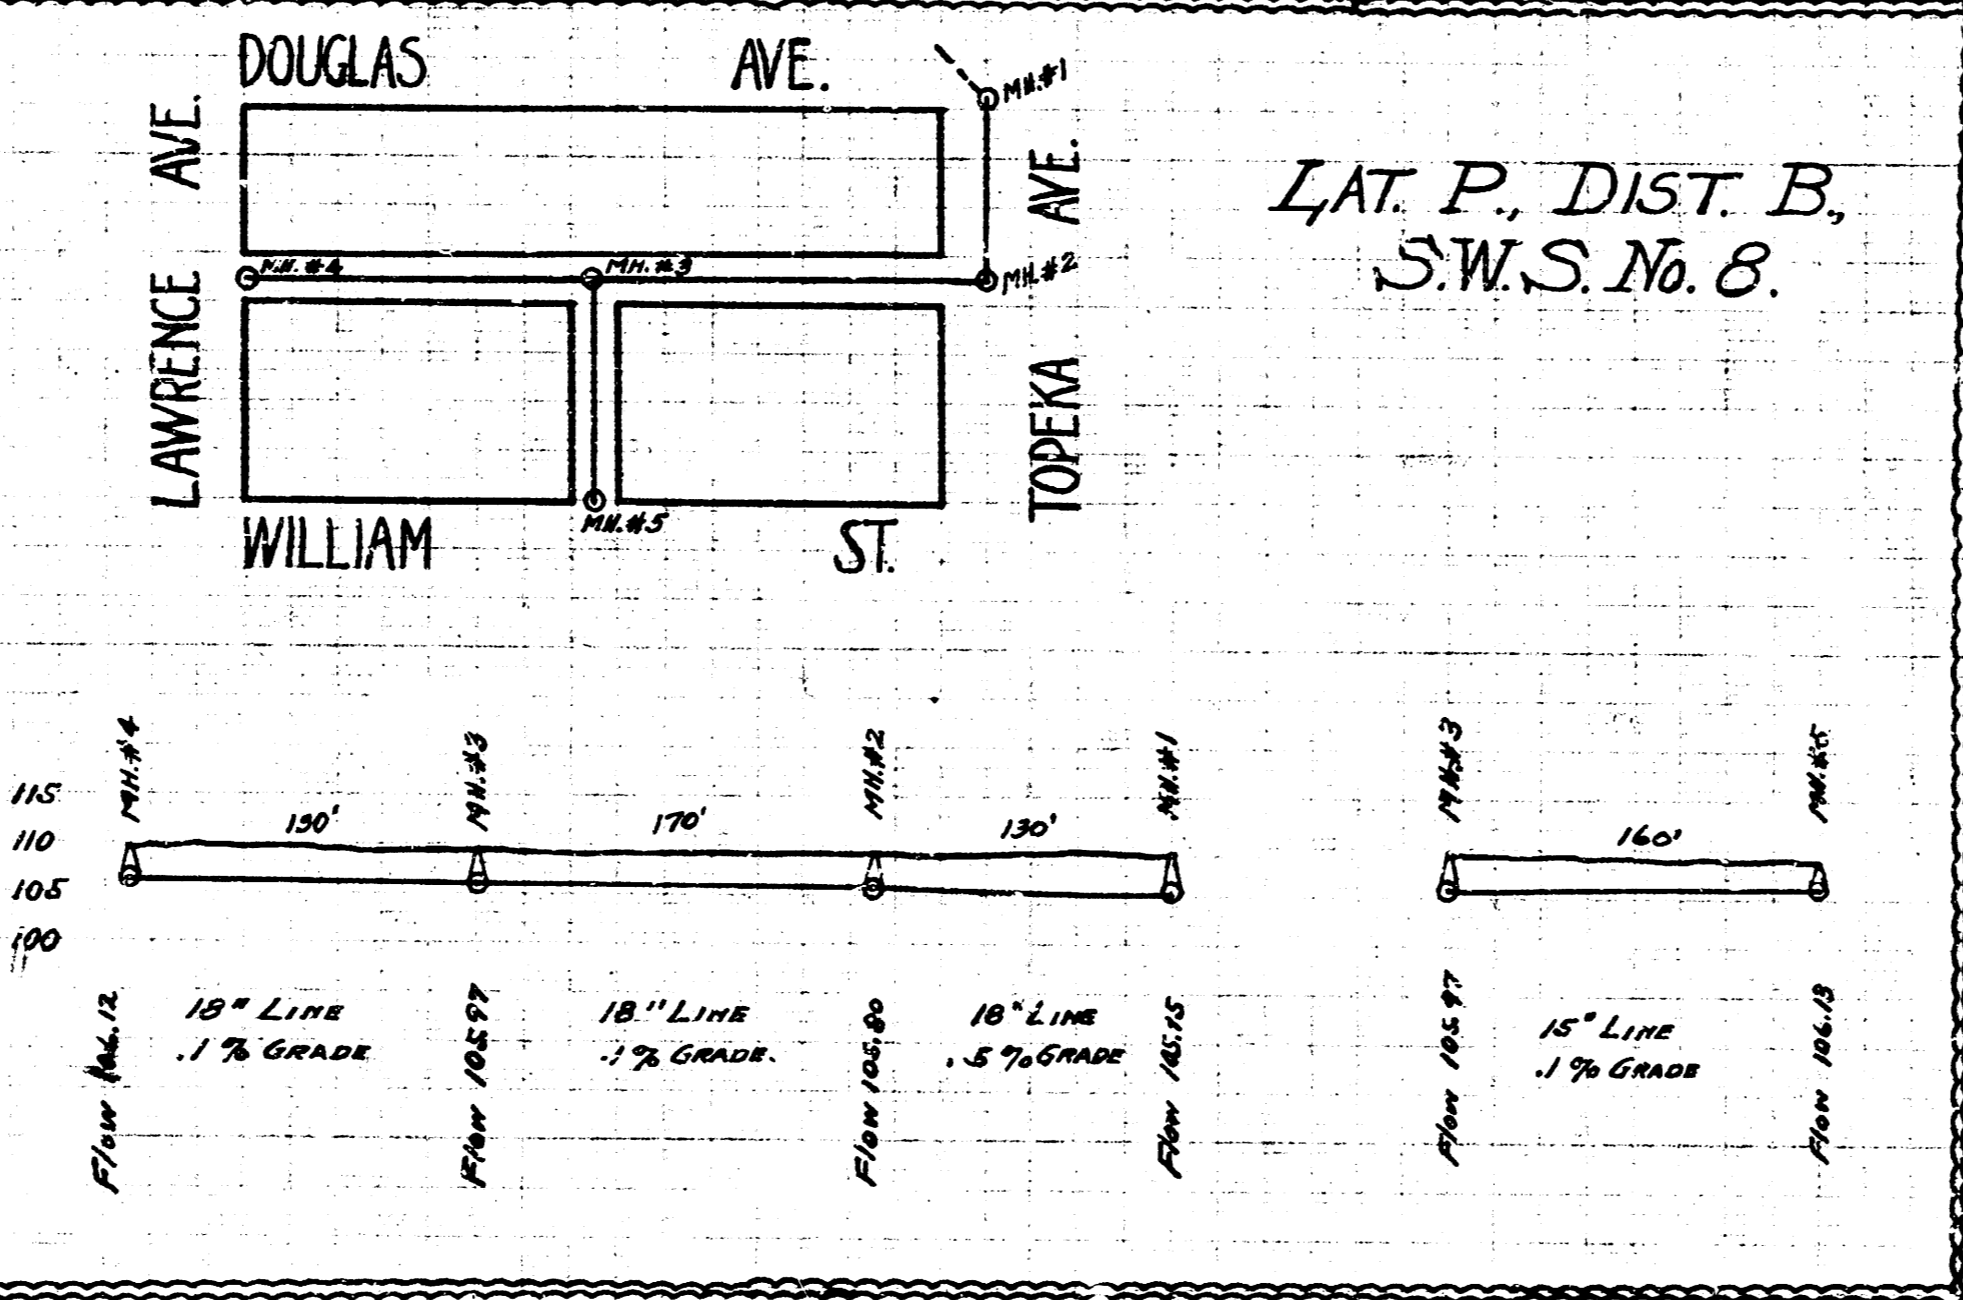 DOUGLAS AVE.
MH.#1
LAWRENCE AVE.
TOPEKA AVE.
LAT. P., DIST. B.,
S.W.S. No. 8.
MH. #4
MH. #3
MH.#2
MH.#5
WILLIAM ST.
MH.#4
MH.#3
MH.#2
MH.#1
MH.#3
MH.#5
115
110
105
100
170'
130'
160'
18" LINE
.1 % GRADE
18" LINE
.1 % GRADE.
18" LINE
.5 % GRADE
15" LINE
.1 % GRADE
Flow 106.12
Flow 105.97
Flow 105.80
Flow 105.15
Flow 105.97
Flow 106.13